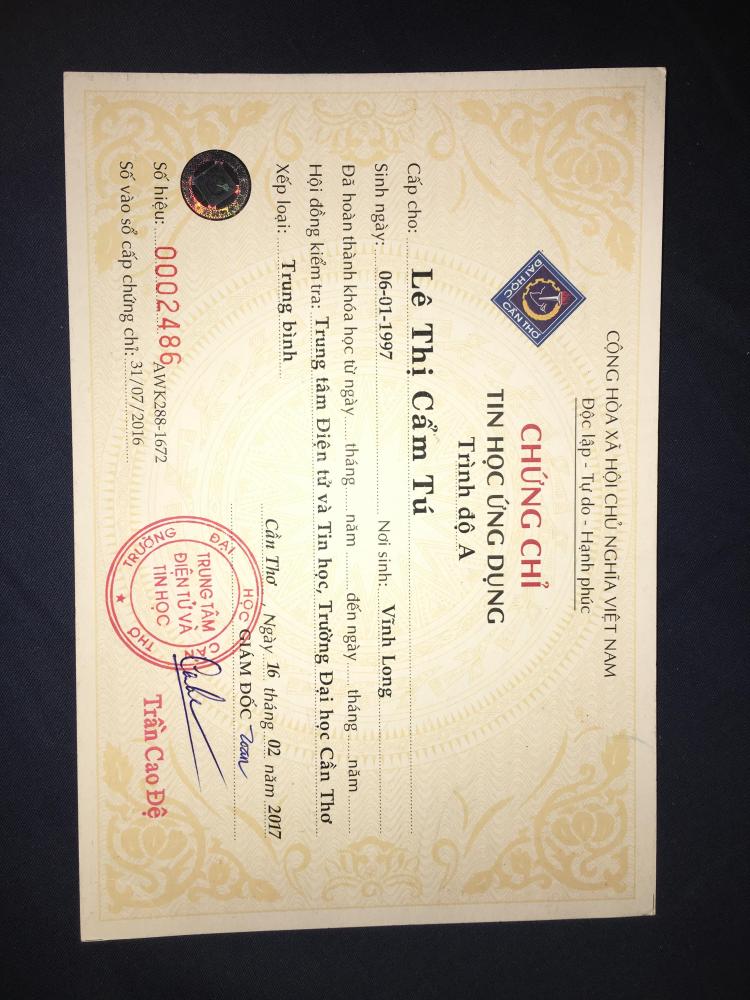 CỘNG HÒA XÃ HỘI CHỦ NGHĨA VIỆT NAM
Độc lập - Tự do - Hạnh phúc
ĐẠI HỌC
CẦN THƠ
CHỨNG CHỈ
TIN HỌC ỨNG DỤNG
Trình độ A
Cấp cho: Lê Thị Cẩm Tú
Sinh ngày: 06-01-1997 Nơi sinh: Vĩnh Long
Đã hoàn thành khóa học từ ngày......tháng......năm......đến ngày......tháng......năm......
Hội đồng kiểm tra: Trung tâm Điện tử và Tin học, Trường Đại học Cần Thơ
Xếp loại: Trung bình
Cần Thơ, Ngày 16 tháng 02 năm 2017
GIÁM ĐỐC
TRƯỜNG ĐẠI HỌC CẦN THƠ
TRUNG TÂM
ĐIỆN TỬ VÀ
TIN HỌC
Trần Cao Đệ
Số hiệu: 0002486 AWK288-1672
Số vào sổ cấp chứng chỉ: 31/07/2016